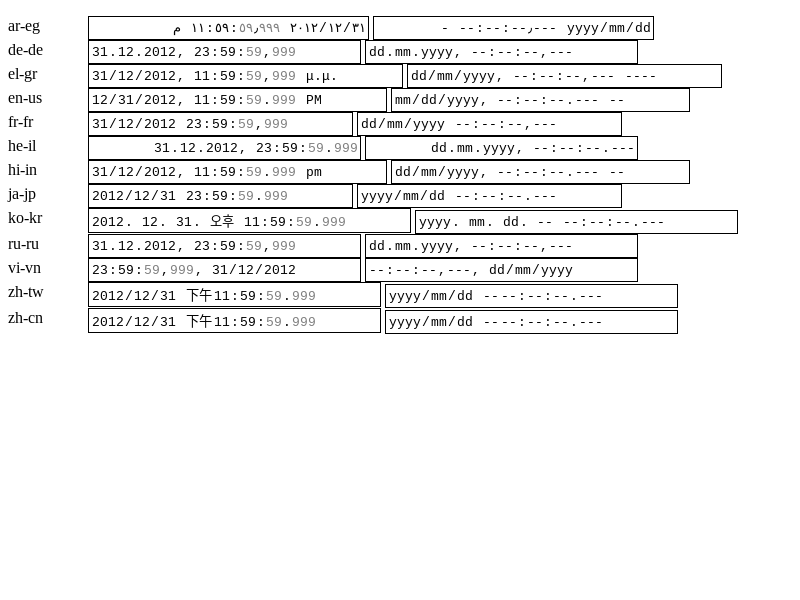 ar-eg ٢٠١٢/١٢/٣١ ١١:٥٩:٥٩٫٩٩٩ م yyyy/mm/dd --:--:--٫--- -
de-de 31.12.2012, 23:59:59,999 dd.mm.yyyy, --:--:--,---
el-gr 31/12/2012, 11:59:59,999 μ.μ. dd/mm/yyyy, --:--:--,--- ----
en-us 12/31/2012, 11:59:59.999 PM mm/dd/yyyy, --:--:--.--- --
fr-fr 31/12/2012 23:59:59,999 dd/mm/yyyy --:--:--,---
he-il 31.12.2012, 23:59:59.999 dd.mm.yyyy, --:--:--.---
hi-in 31/12/2012, 11:59:59.999 pm dd/mm/yyyy, --:--:--.--- --
ja-jp 2012/12/31 23:59:59.999 yyyy/mm/dd --:--:--.---
ko-kr 2012. 12. 31. 오후 11:59:59.999 yyyy. mm. dd. -- --:--:--.---
ru-ru 31.12.2012, 23:59:59,999 dd.mm.yyyy, --:--:--,---
vi-vn 23:59:59,999, 31/12/2012 --:--:--,---, dd/mm/yyyy
zh-tw 2012/12/31 下午11:59:59.999 yyyy/mm/dd ----:--:--.---
zh-cn 2012/12/31 下午11:59:59.999 yyyy/mm/dd ----:--:--.---